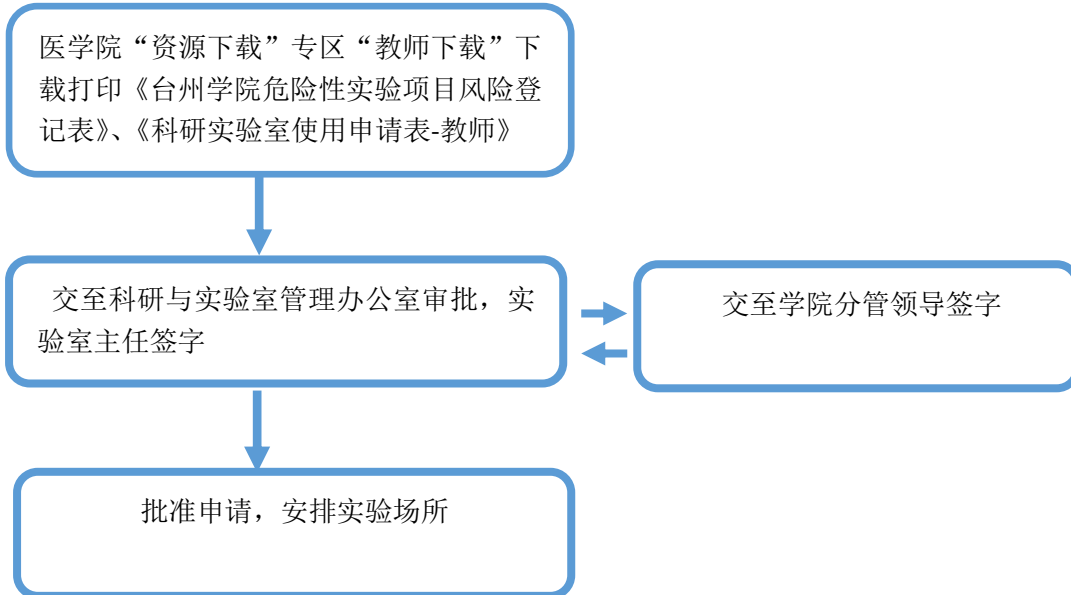 医学院“资源下载”专区“教师下载”下
载打印《台州学院危险性实验项目风险登
记表》、《科研实验室使用申请表-教师》
交至科研与实验室管理办公室审批，实
验室主任签字
交至学院分管领导签字
批准申请，安排实验场所